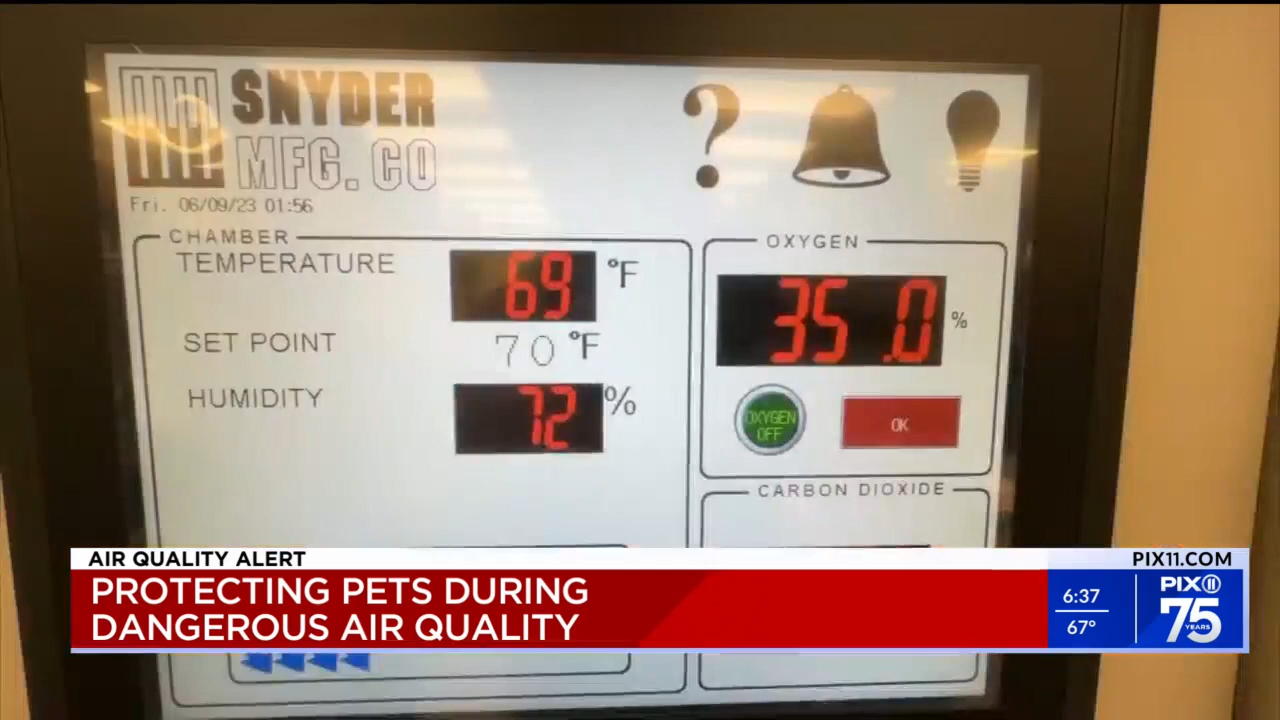 SNYDER
MFG. CO
?
Fri. 06/09/23 01:56
CHAMBER
TEMPERATURE 69 °F
SET POINT 70 °F
HUMIDITY 72 %
OXYGEN
35.0 %
OXYGEN
OFF
OK
CARBON DIOXIDE
AIR QUALITY ALERT
PROTECTING PETS DURING
DANGEROUS AIR QUALITY
PIX11.COM
6:37
67°
PIX11
75
YEARS